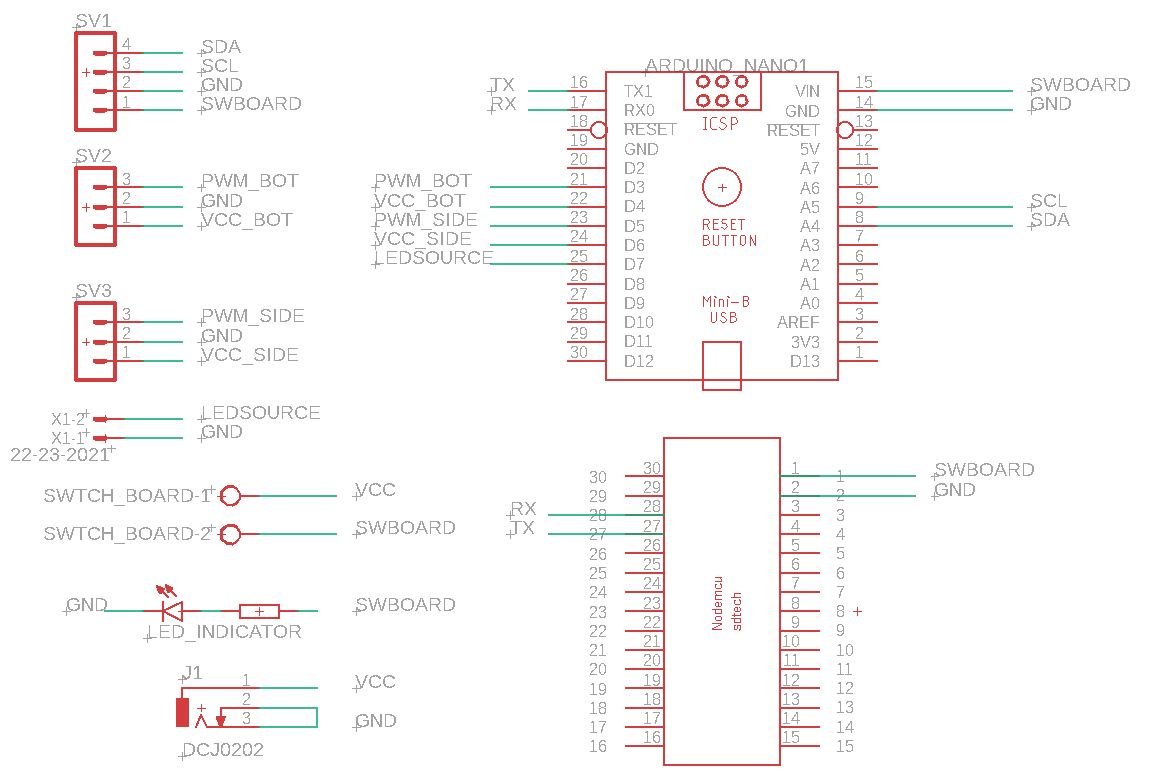 SV1
4 SDA
3 SCL
2 GND
1 SWBOARD
SV2
3 PWM_BOT
2 GND
1 VCC_BOT
SV3
3 PWM_SIDE
2 GND
1 VCC_SIDE
X1-2 LEDSOURCE
X1-1 GND
22-23-2021
SWTCH_BOARD-1 VCC
SWTCH_BOARD-2 SWBOARD
GND SWBOARD
LED_INDICATOR
J1
1 VCC
2
3 GND
DCJ0202
ARDUINO_NANO1
TX 16 TX1 VIN 15 SWBOARD
RX 17 RX0 GND 14 GND
ICSP
18 RESET RESET 13
19 GND 5V 12
20 D2 A7 11
PWM_BOT 21 D3 A6 10
VCC_BOT 22 D4 A5 9 SCL
PWM_SIDE 23 D5 A4 8 SDA
RESET
BUTTON
VCC_SIDE 24 D6 A3 7
LEDSOURCE 25 D7 A2 6
26 D8 A1 5
27 D9 A0 4
Mini-B
USB
28 D10 AREF 3
29 D11 3V3 2
30 D12 D13 1
30 30 1 1 SWBOARD
29 29 2 2 GND
RX 28 28 3 3
TX 27 27 4 4
26 26 5 5
25 25 6 6
24 24 7 7
23 23 8 8
22 22 9 9
21 21 10 10
20 20 11 11
19 19 12 12
18 18 13 13
17 17 14 14
16 16 15 15
Nodemcu
sdtech